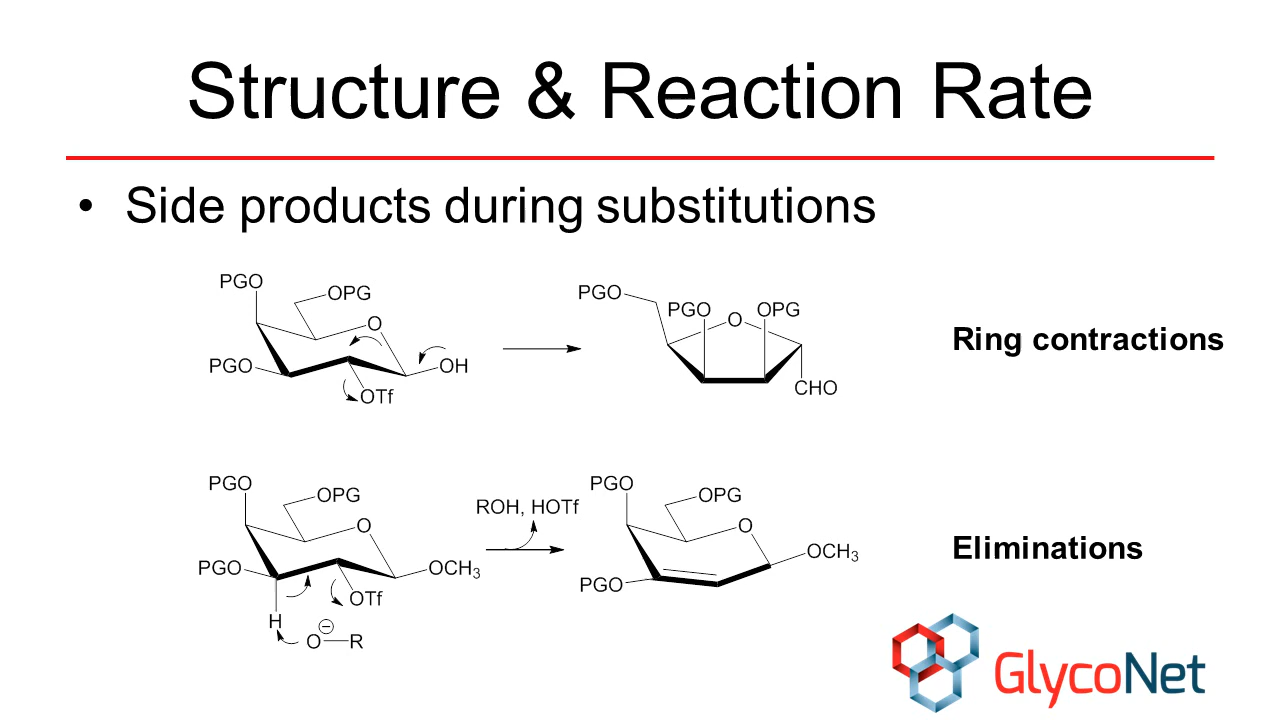 Structure & Reaction Rate
• Side products during substitutions
PGO
OPG
O
PGO
OH
OTf
PGO
PGO
O
OPG
CHO
Ring contractions
PGO
OPG
O
PGO
OCH3
OTf
H
⊖
O—R
ROH, HOTf
PGO
OPG
O
OCH3
PGO
Eliminations
GlycoNet